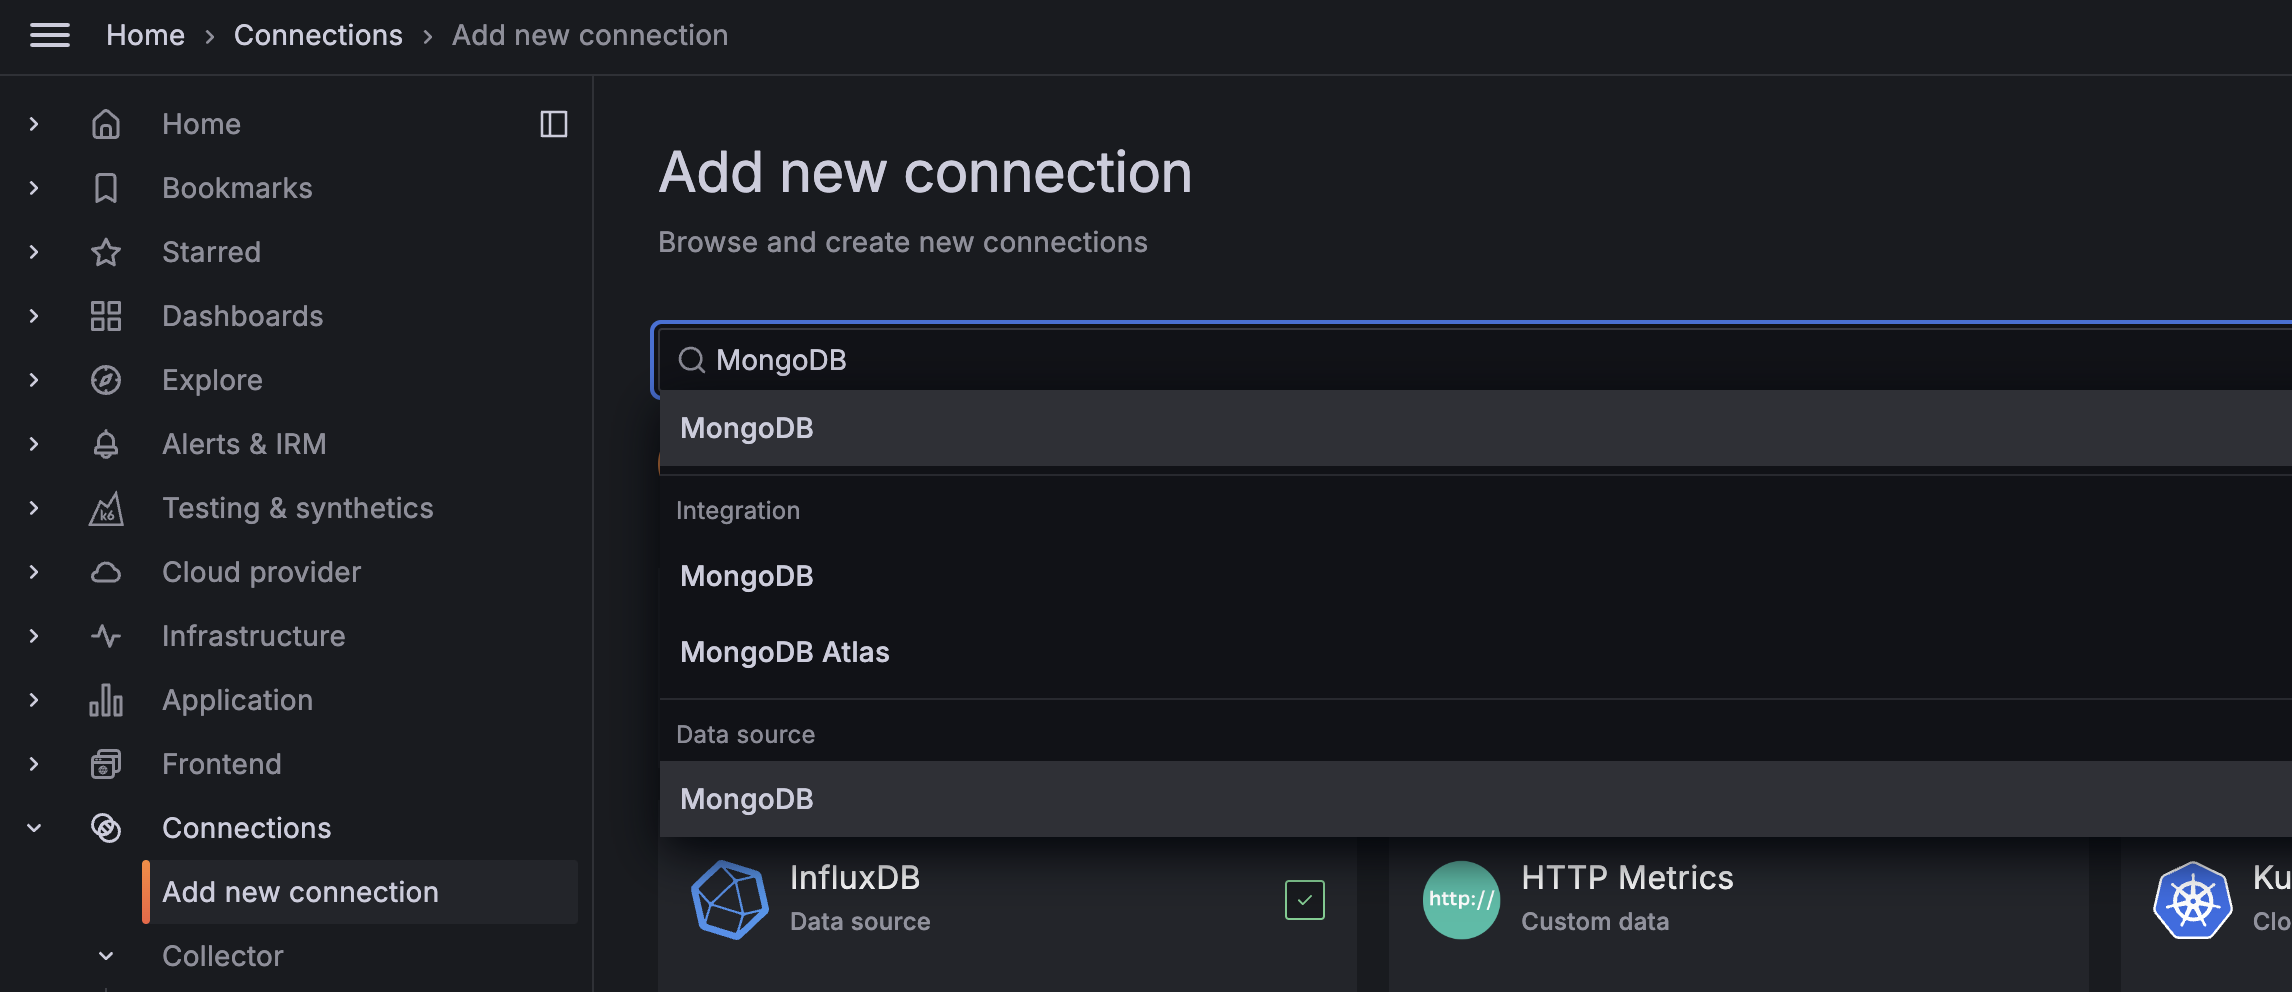 Home › Connections › Add new connection
Home
Bookmarks
Starred
Dashboards
Explore
Alerts & IRM
k6
Testing & synthetics
Cloud provider
Infrastructure
Application
Frontend
Connections
Add new connection
Collector
Add new connection
Browse and create new connections
MongoDB
MongoDB
Integration
MongoDB
MongoDB Atlas
Data source
MongoDB
InfluxDB
Data source
http://
HTTP Metrics
Custom data
Ku
Clo